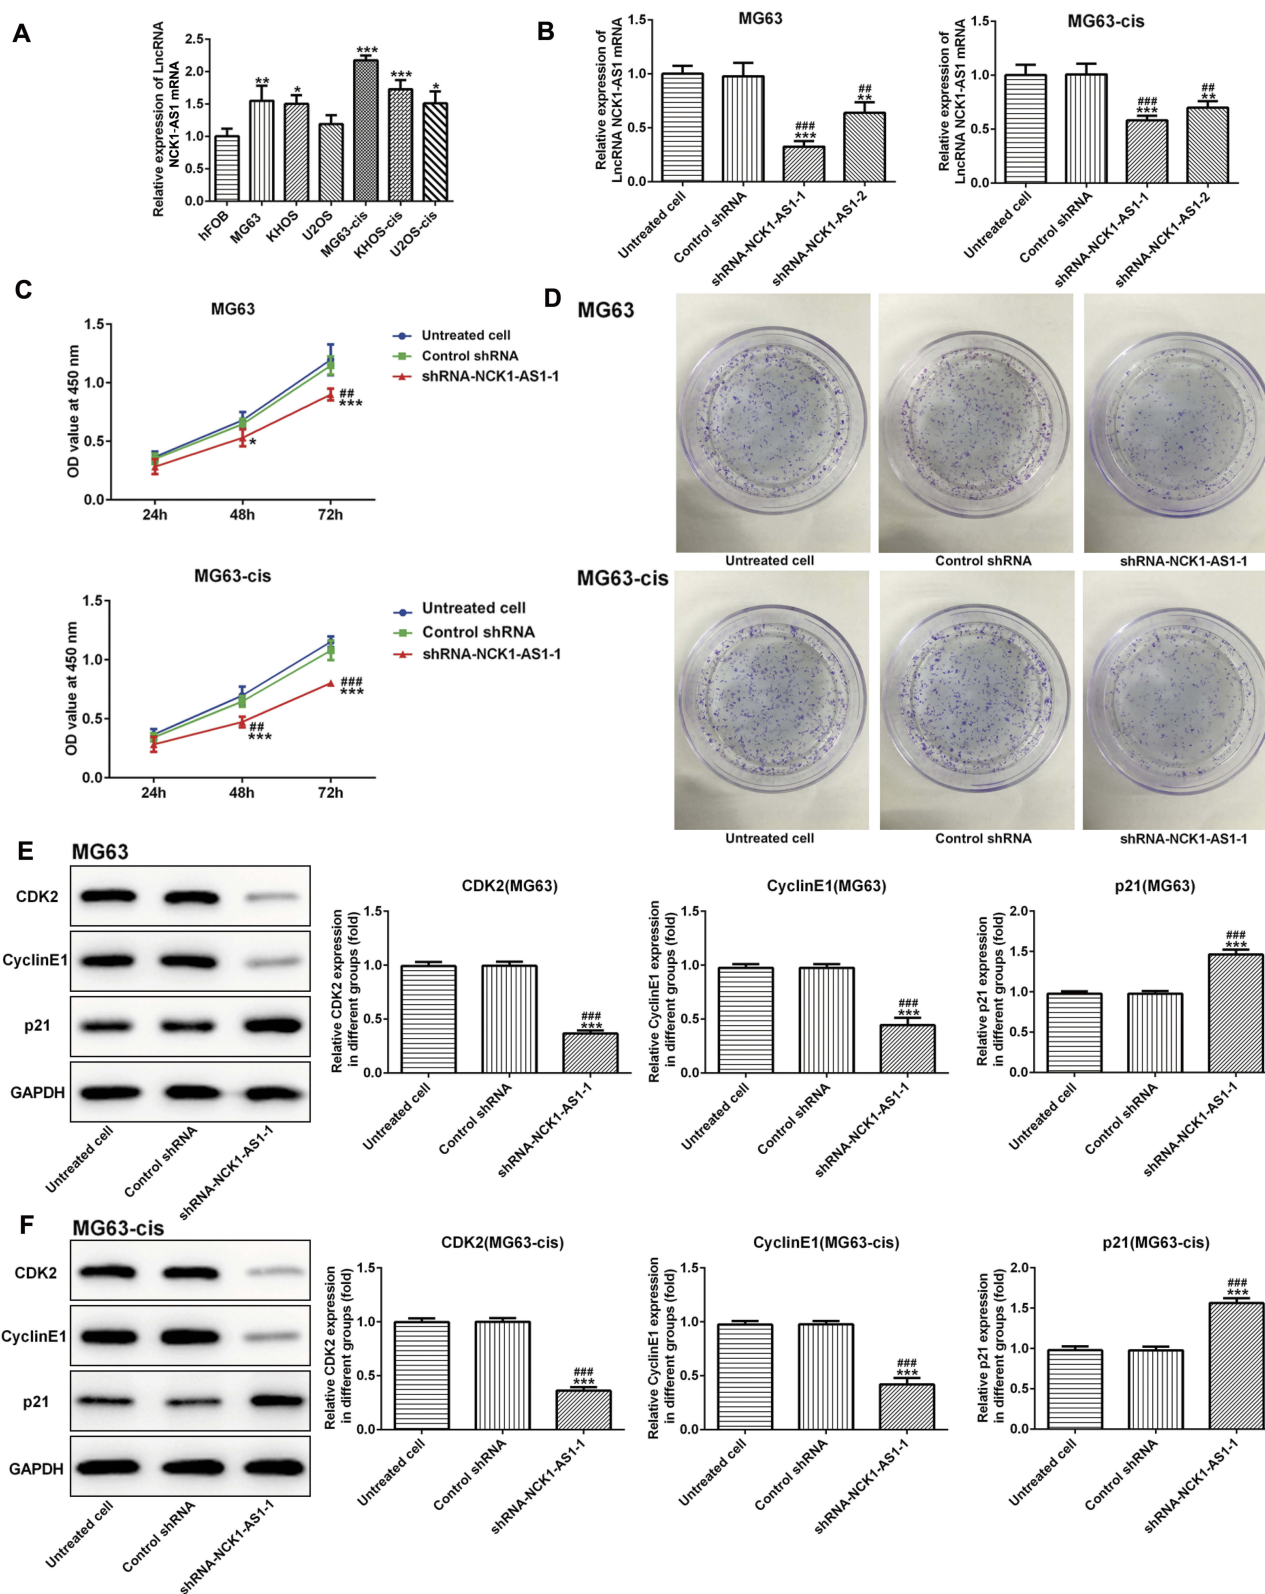 A
Relative expression of LncRNA
NCK1-AS1 mRNA
2.5
2.0
1.5
1.0
0.5
0.0
**
*
***
***
*
hFOB
MG63
KHOS
U2OS
MG63-cis
KHOS-cis
U2OS-cis
B
MG63
Relative expression of
LncRNA NCK1-AS1 mRNA
1.5
1.0
0.5
0.0
###
***
##
**
Untreated cell
Control shRNA
shRNA-NCK1-AS1-1
shRNA-NCK1-AS1-2
MG63-cis
Relative expression of
LncRNA NCK1-AS1 mRNA
1.5
1.0
0.5
0.0
###
***
##
**
Untreated cell
Control shRNA
shRNA-NCK1-AS1-1
shRNA-NCK1-AS1-2
C
MG63
OD value at 450 nm
1.5
1.0
0.5
0.0
*
##
***
24h
48h
72h
Untreated cell
Control shRNA
shRNA-NCK1-AS1-1
MG63-cis
OD value at 450 nm
1.5
1.0
0.5
0.0
##
***
###
***
24h
48h
72h
Untreated cell
Control shRNA
shRNA-NCK1-AS1-1
D
MG63
Untreated cell
Control shRNA
shRNA-NCK1-AS1-1
MG63-cis
Untreated cell
Control shRNA
shRNA-NCK1-AS1-1
E
MG63
CDK2
CyclinE1
p21
GAPDH
Untreated cell
Control shRNA
shRNA-NCK1-AS1-1
CDK2(MG63)
Relative CDK2 expression
in different groups (fold)
1.5
1.0
0.5
0.0
###
***
Untreated cell
Control shRNA
shRNA-NCK1-AS1-1
CyclinE1(MG63)
Relative CyclinE1 expression
in different groups (fold)
1.5
1.0
0.5
0.0
###
***
Untreated cell
Control shRNA
shRNA-NCK1-AS1-1
p21(MG63)
Relative p21 expression
in different groups (fold)
2.0
1.5
1.0
0.5
0.0
###
***
Untreated cell
Control shRNA
shRNA-NCK1-AS1-1
F
MG63-cis
CDK2
CyclinE1
p21
GAPDH
Untreated cell
Control shRNA
shRNA-NCK1-AS1-1
CDK2(MG63-cis)
Relative CDK2 expression
in different groups (fold)
1.5
1.0
0.5
0.0
###
***
Untreated cell
Control shRNA
shRNA-NCK1-AS1-1
CyclinE1(MG63-cis)
Relative CyclinE1 expression
in different groups (fold)
1.5
1.0
0.5
0.0
###
***
Untreated cell
Control shRNA
shRNA-NCK1-AS1-1
p21(MG63-cis)
Relative p21 expression
in different groups (fold)
2.0
1.5
1.0
0.5
0.0
###
***
Untreated cell
Control shRNA
shRNA-NCK1-AS1-1